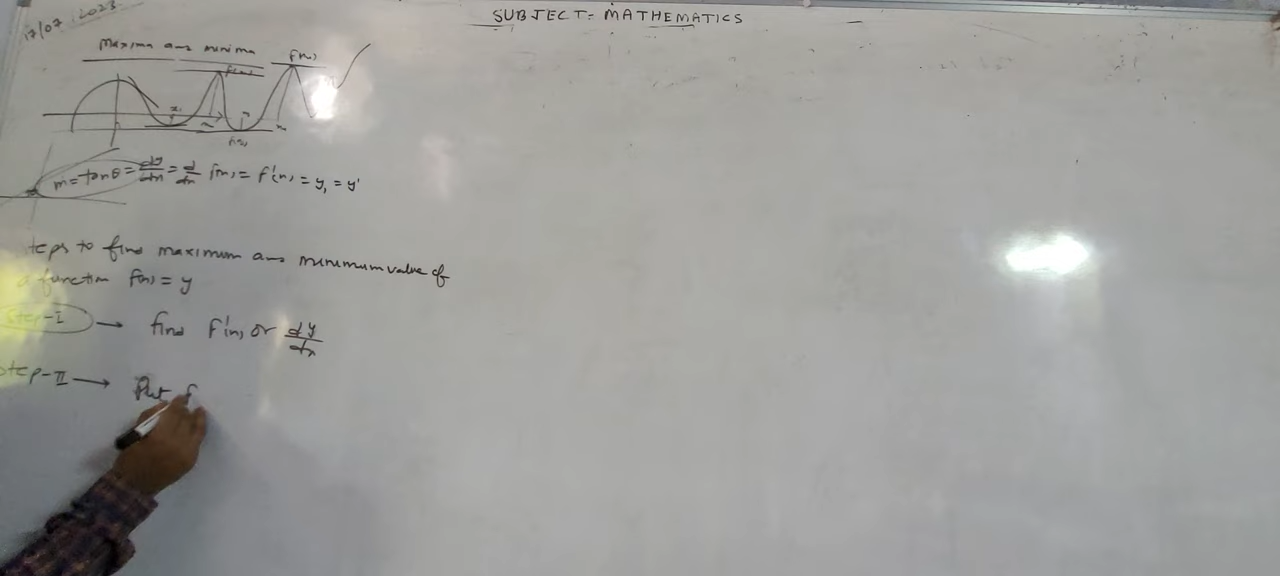 17/07/2023
SUBJECT:- MATHEMATICS
Maxima and minima
f(x)
m = tanθ = dy/dx = d/dx f(x) = f'(x) = y₁ = y'
teps to find maximum and minimum value of
a function f(x) = y
Step-I → find f'(x) or dy/dx
Step-II → Put f